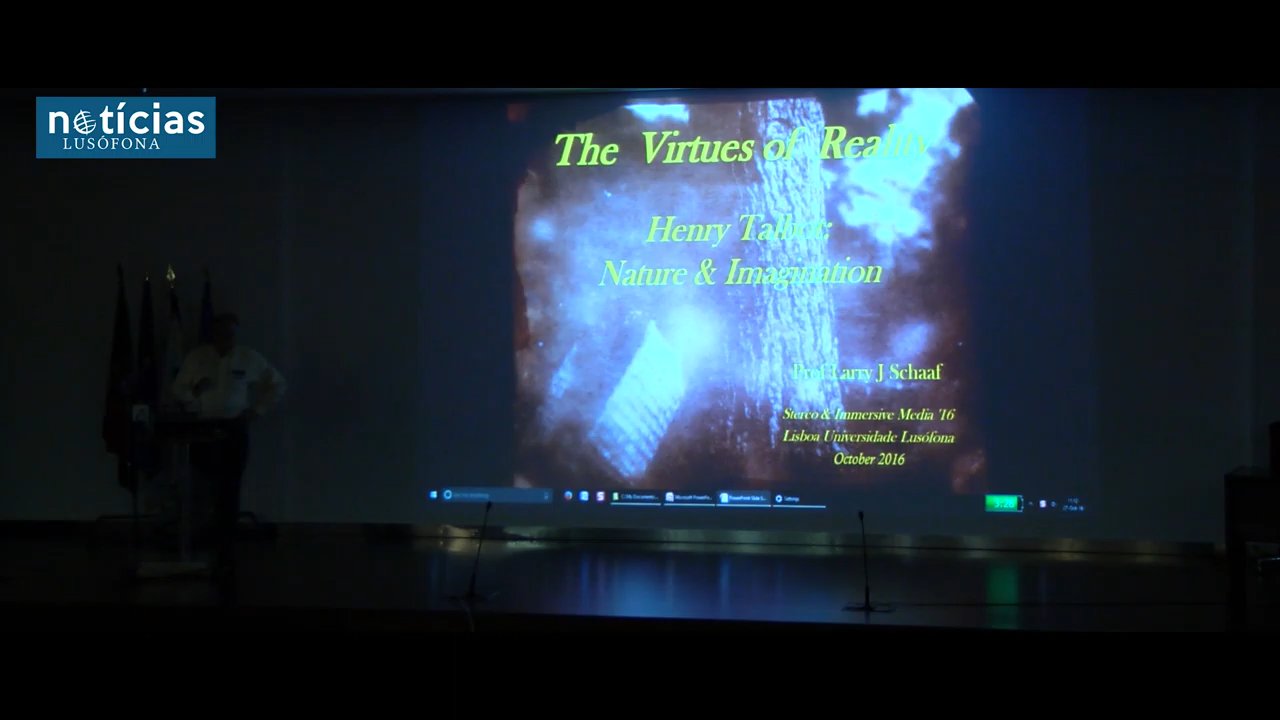 notícias
LUSÓFONA
The Virtues of Reality
Henry Talbot:
Nature & Imagination
Prof Larry J Schaaf
Stereo & Immersive Media '16
Lisboa Universidade Lusófona
October 2016